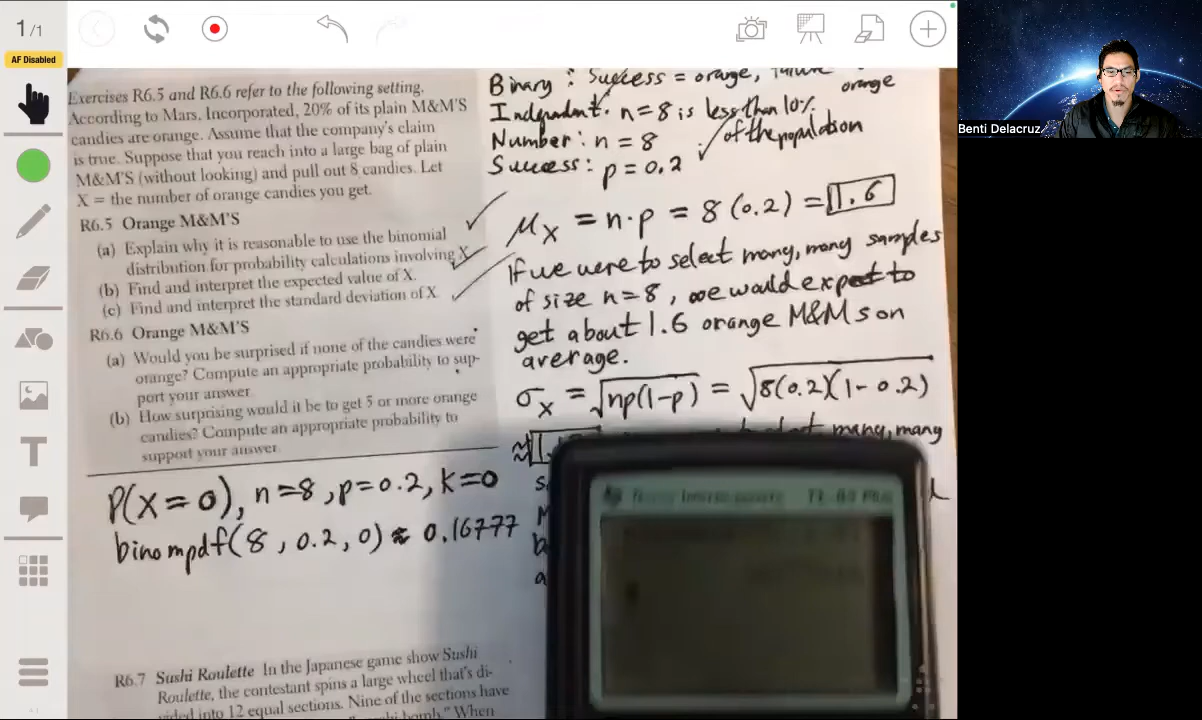 1/1
AF Disabled
Exercises R6.5 and R6.6 refer to the following setting.
According to Mars, Incorporated, 20% of its plain M&M'S
candies are orange. Assume that the company's claim
is true. Suppose that you reach into a large bag of plain
M&M'S (without looking) and pull out 8 candies. Let
X = the number of orange candies you get.
R6.5 Orange M&M'S
(a) Explain why it is reasonable to use the binomial
distribution for probability calculations involving X.
(b) Find and interpret the expected value of X.
(c) Find and interpret the standard deviation of X
R6.6 Orange M&M'S
(a) Would you be surprised if none of the candies were
orange? Compute an appropriate probability to sup-
port your answer
(b) How surprising would it be to get 5 or more orange
candies? Compute an appropriate probability to
support your answer.
P(X=0), n=8, p=0.2, k=0
binompdf(8, 0.2, 0) ≈ 0.16777
R6.7 Sushi Roulette In the Japanese game show Sushi
Roulette, the contestant spins a large wheel that's di-
vided into 12 equal sections. Nine of the sections have
When
Binary : Success = orange, failure
orange
Independent: n=8 is less than 10%
of the population
Number: n = 8
Success: p = 0.2
μx = n·p = 8(0.2) = 1.6
If we were to select many, many samples
of size n=8, we would expect to
get about 1.6 orange M&Ms on
average.
σx = √np(1-p) = √8(0.2)(1-0.2)
many, many
Texas Instruments TI-83 Plus
Benti Delacruz
T